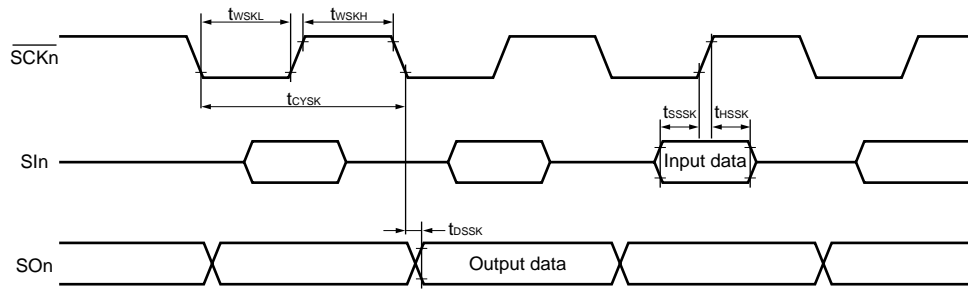 tWSKL tWSKH
SCKn
tCYSK
tSSSK tHSSK
SIn Input data
tDSSK
SOn Output data